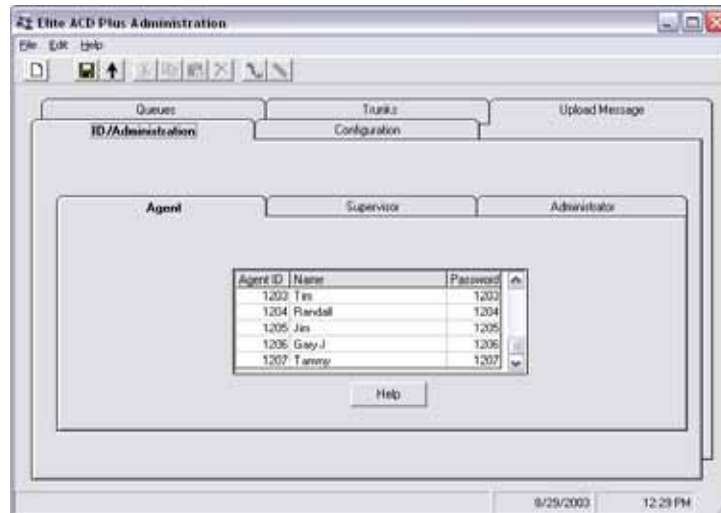 Elite ACD Plus Administration
File Edit Help
Queues Trunks Upload Message
ID/Administration Configuration
Agent Supervisor Administrator
Agent ID Name Password
1203 Tim 1203
1204 Randall 1204
1205 Jim 1205
1206 Gary J 1206
1207 Tammy 1207
Help
8/29/2003 12:29 PM